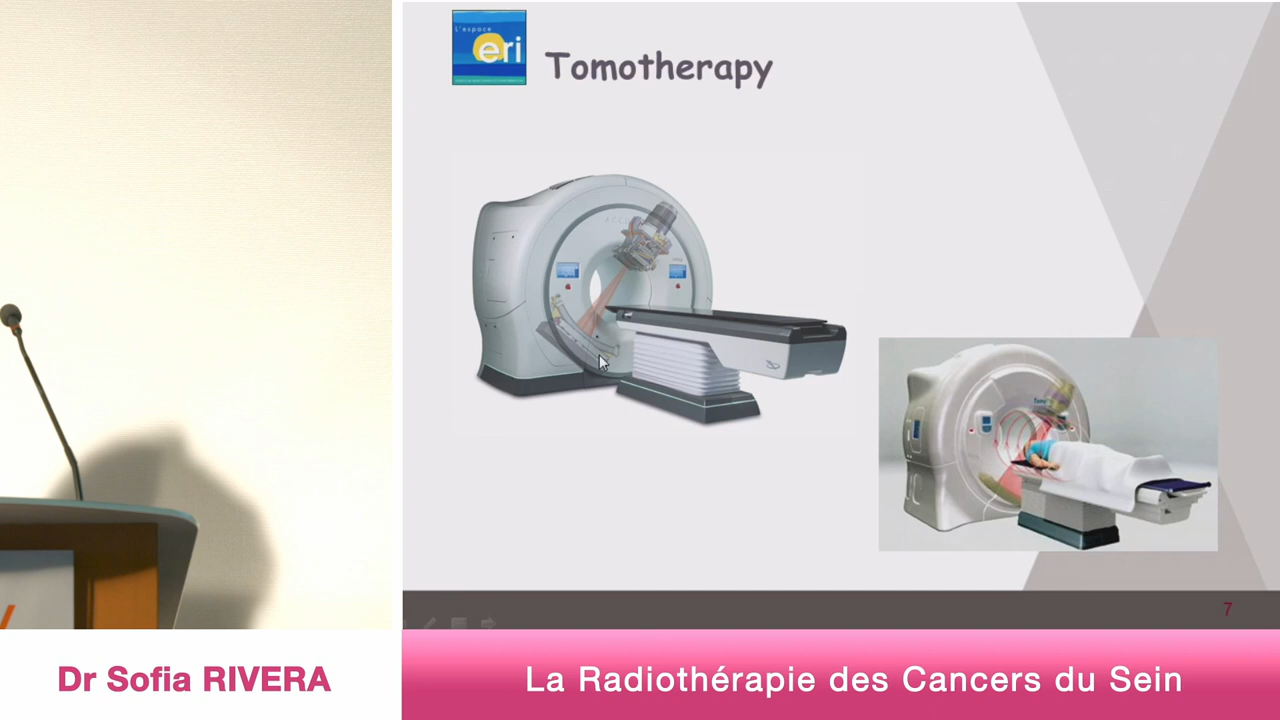 L'espace
eri
Tomotherapy
7
Dr Sofia RIVERA
La Radiothérapie des Cancers du Sein